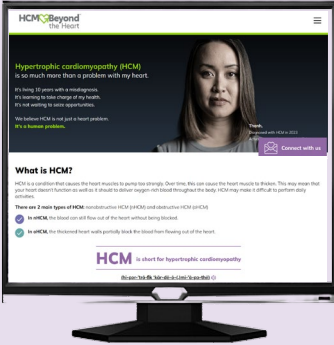 HCM Beyond
the Heart
Hypertrophic cardiomyopathy (HCM)
is so much more than a problem with my heart.
It's living 10 years with a misdiagnosis.
It's learning to take charge of my health.
It's not waiting to seize opportunities.
We believe HCM is not just a heart problem.
It's a human problem.
Trash,
Diagnosed with HCM in 2013
Connect with us
What is HCM?
HCM is a condition that causes the heart muscles to pump too strongly. Over time, this can cause the heart muscle to thicken. This may mean that
your heart doesn't function as well as it should to deliver oxygen-rich blood throughout the body. HCM may make it difficult to perform daily
activities.
There are 2 main types of HCM: nonobstructive HCM (nHCM) and obstructive HCM (oHCM)
In nHCM, the blood can still flow out of the heart without being blocked.
In oHCM, the thickened heart walls partially block the blood from flowing out of the heart.
HCM is short for hypertrophic cardiomyopathy